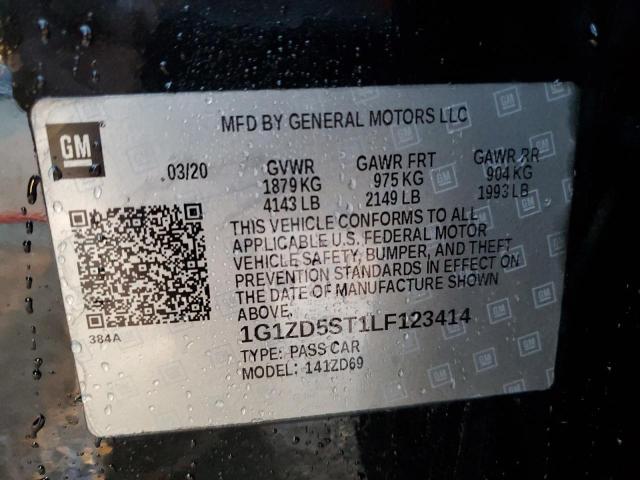 MFD BY GENERAL MOTORS LLC
GM
03/20 GVWR GAWR FRT GAWR RR
1879 KG 975 KG 904 KG
4143 LB 2149 LB 1993 LB
THIS VEHICLE CONFORMS TO ALL
APPLICABLE U.S. FEDERAL MOTOR
VEHICLE SAFETY, BUMPER, AND THEFT
PREVENTION STANDARDS IN EFFECT ON
THE DATE OF MANUFACTURE SHOWN
ABOVE.
384A
1G1ZD5ST1LF123414
TYPE: PASS CAR
MODEL: 141ZD69